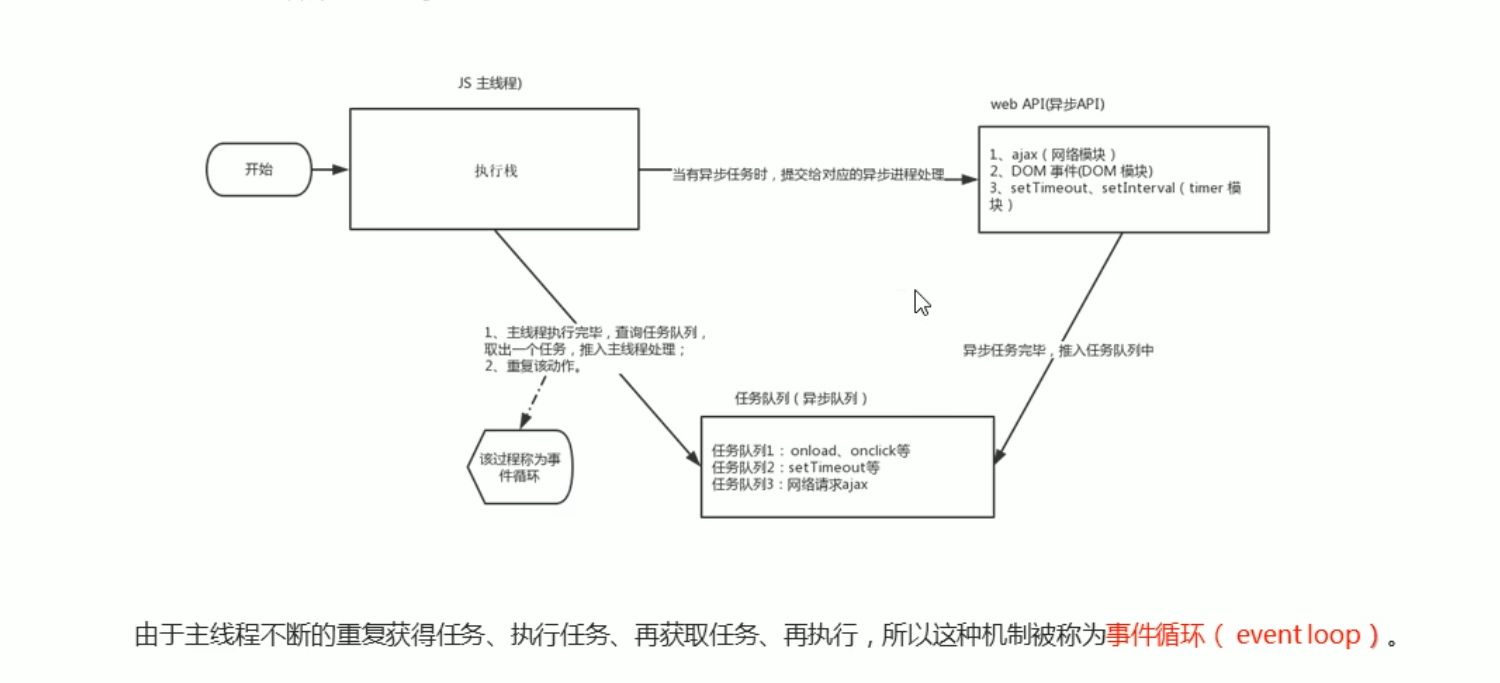 JS 主线程)
web API(异步API)
开始
执行栈
当有异步任务时，提交给对应的异步进程处理
1、ajax（网络模块）
2、DOM 事件(DOM 模块)
3、setTimeout、setInterval（timer 模
块）
1、主线程执行完毕，查询任务队列，
取出一个任务，推入主线程处理；
2、重复该动作。
异步任务完毕，推入任务队列中
任务队列（异步队列）
该过程称为事
件循环
任务队列1：onload、onclick等
任务队列2：setTimeout等
任务队列3：网络请求ajax
由于主线程不断的重复获得任务、执行任务、再获取任务、再执行，所以这种机制被称为事件循环（ event loop）。